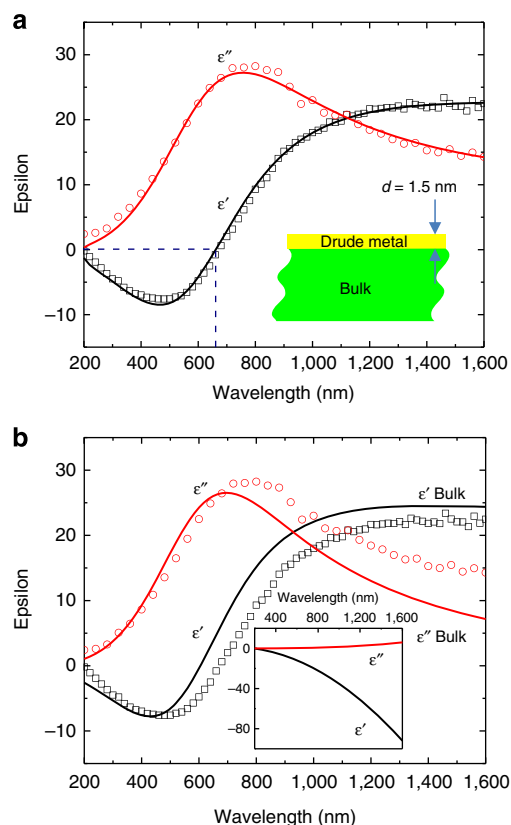 a
30
20
10
0
−10
Epsilon
ε″
ε′
d = 1.5 nm
Drude metal
Bulk
200 400 600 800 1,000 1,200 1,400 1,600
Wavelength (nm)
b
30
20
10
0
−10
Epsilon
ε″
ε′ Bulk
ε′
ε″ Bulk
Wavelength (nm)
400 800 1,200 1,600
0
−40
−80
ε″
ε′
200 400 600 800 1,000 1,200 1,400 1,600
Wavelength (nm)